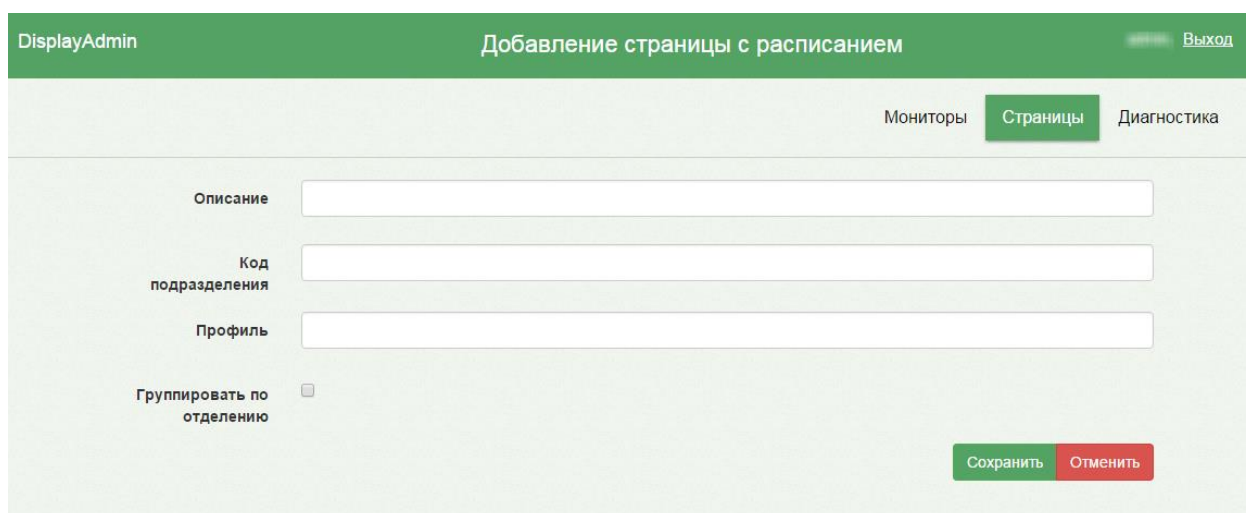 DisplayAdmin
Добавление страницы с расписанием
Выход
Мониторы
Страницы
Диагностика
Описание
Код
подразделения
Профиль
Группировать по
отделению
Сохранить
Отменить